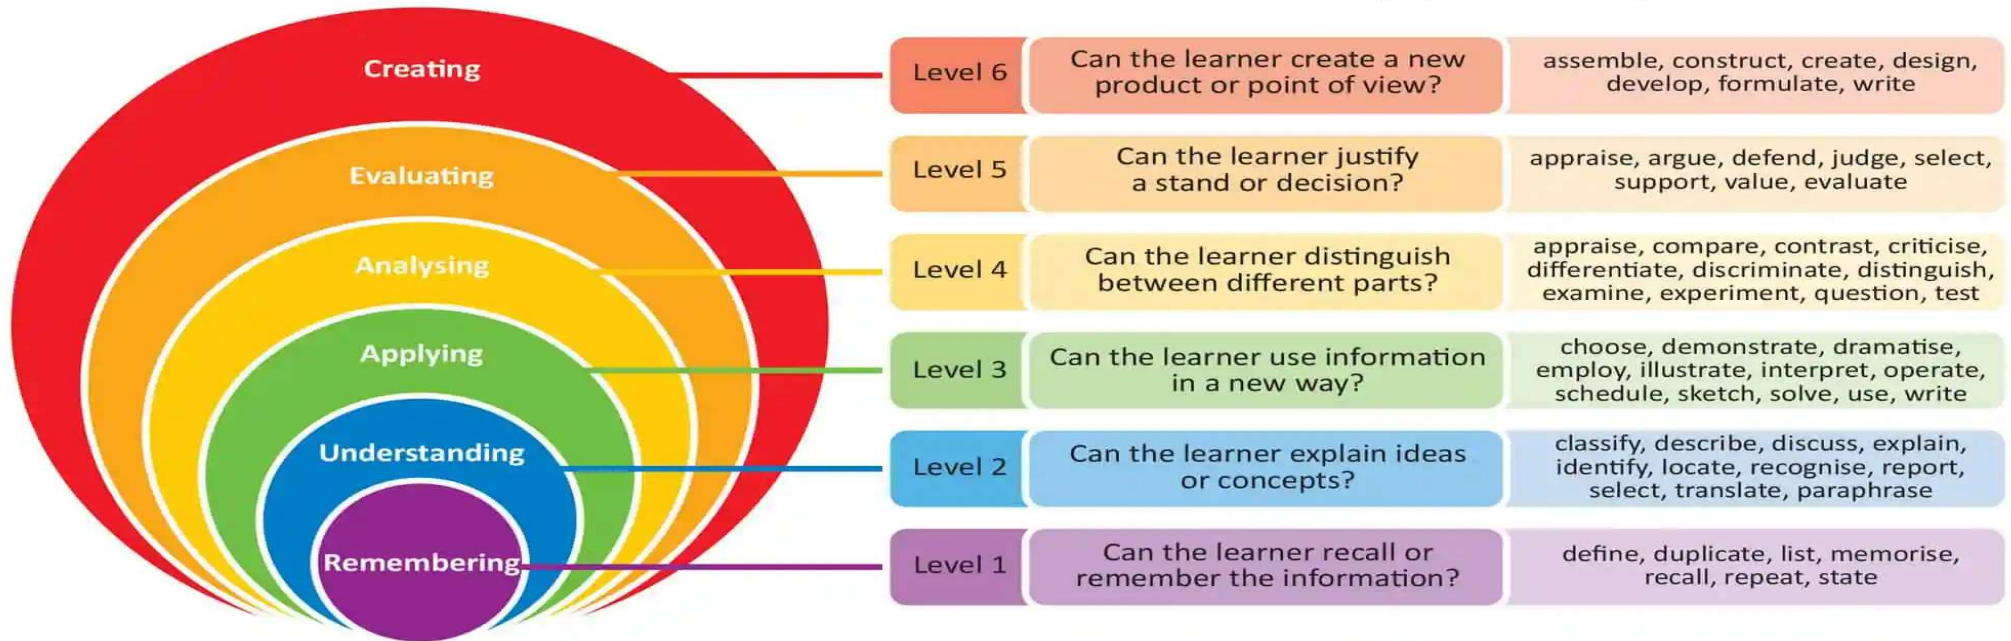 Creating
Evaluating
Analysing
Applying
Understanding
Remembering
Level 6
Can the learner create a new
product or point of view?
assemble, construct, create, design,
develop, formulate, write
Level 5
Can the learner justify
a stand or decision?
appraise, argue, defend, judge, select,
support, value, evaluate
Level 4
Can the learner distinguish
between different parts?
appraise, compare, contrast, criticise,
differentiate, discriminate, distinguish,
examine, experiment, question, test
Level 3
Can the learner use information
in a new way?
choose, demonstrate, dramatise,
employ, illustrate, interpret, operate,
schedule, sketch, solve, use, write
Level 2
Can the learner explain ideas
or concepts?
classify, describe, discuss, explain,
identify, locate, recognise, report,
select, translate, paraphrase
Level 1
Can the learner recall or
remember the information?
define, duplicate, list, memorise,
recall, repeat, state